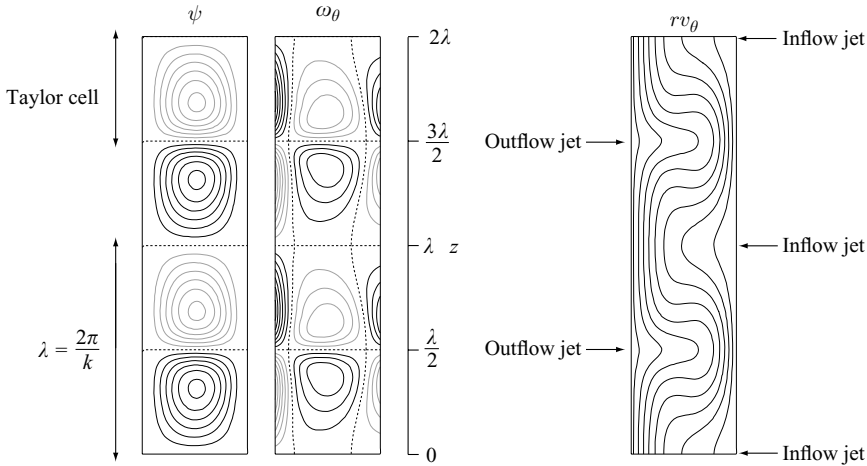 ψ
ω_θ
rv_θ
Taylor cell
2λ
Inflow jet
3λ/2
Outflow jet
λ z
Inflow jet
λ = 2π/k
λ/2
Outflow jet
0
Inflow jet